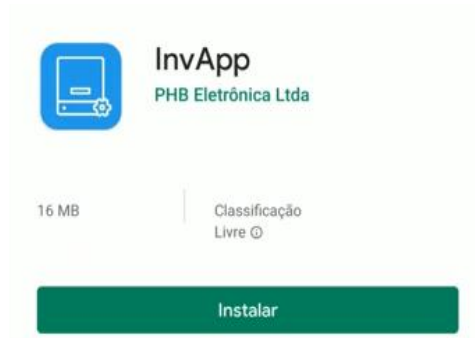 InvApp
PHB Eletrônica Ltda
16 MB
Classificação
Livre
Instalar